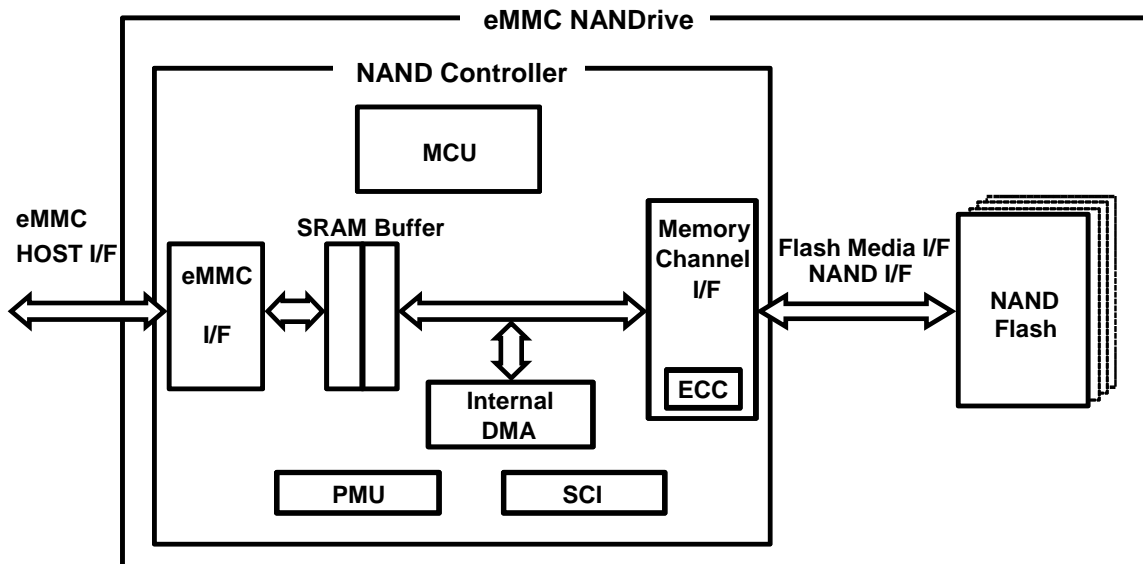 eMMC NANDrive
NAND Controller
MCU
eMMC
HOST I/F
SRAM Buffer
eMMC
I/F
Memory
Channel
I/F
ECC
Flash Media I/F
NAND I/F
NAND
Flash
Internal
DMA
PMU
SCI